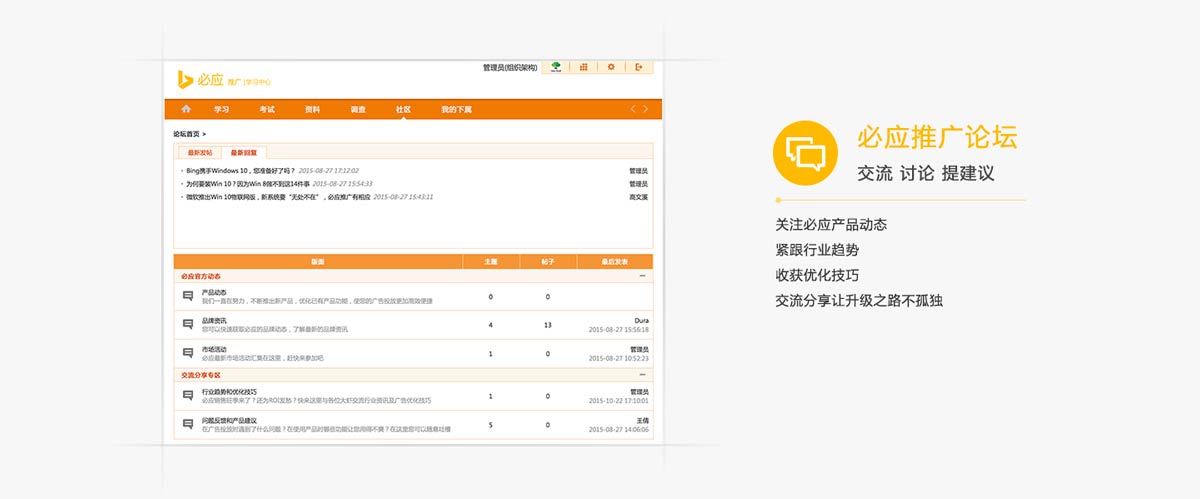 管理员(组织架构)
必应 推广 | 学习中心
学习 考试 资料 调查 社区 我的下属
论坛首页 >
最新发帖 最新回复
· Bing携手Windows 10，您准备好了吗？ 2015-08-27 17:12:02 管理员
· 为何要装Win 10？因为Win 8做不到这14件事 2015-08-27 15:54:33 管理员
· 微软推出Win 10物联网版，新系统要“无处不在”，必应推广有相应 2015-08-27 15:43:11 高文溪
版面 主题 帖子 最后发表
必应官方动态
产品动态
我们一直在努力，不断推出新产品，优化已有产品功能，使您的广告投放更加高效便捷 0 0
品牌资讯 Dura
您可以快速获取必应的品牌动态，了解最新的品牌资讯 4 13 2015-08-27 15:56:18
市场活动 管理员
必应最新市场活动汇集在这里，赶快来参加吧 1 0 2015-08-27 10:52:23
交流分享专区
行业趋势和优化技巧 管理员
必应销售旺季来了？还为ROI发愁？快来这里与各位大虾交流行业资讯及广告优化技巧 1 0 2015-10-22 17:10:01
问题反馈和产品建议 王倩
在广告投放时遇到了什么问题？在使用产品时哪些功能让您用得不爽？在这里您可以随意吐槽 5 0 2015-08-27 14:06:06
必应推广论坛
交流 讨论 提建议
关注必应产品动态
紧跟行业趋势
收获优化技巧
交流分享让升级之路不孤独